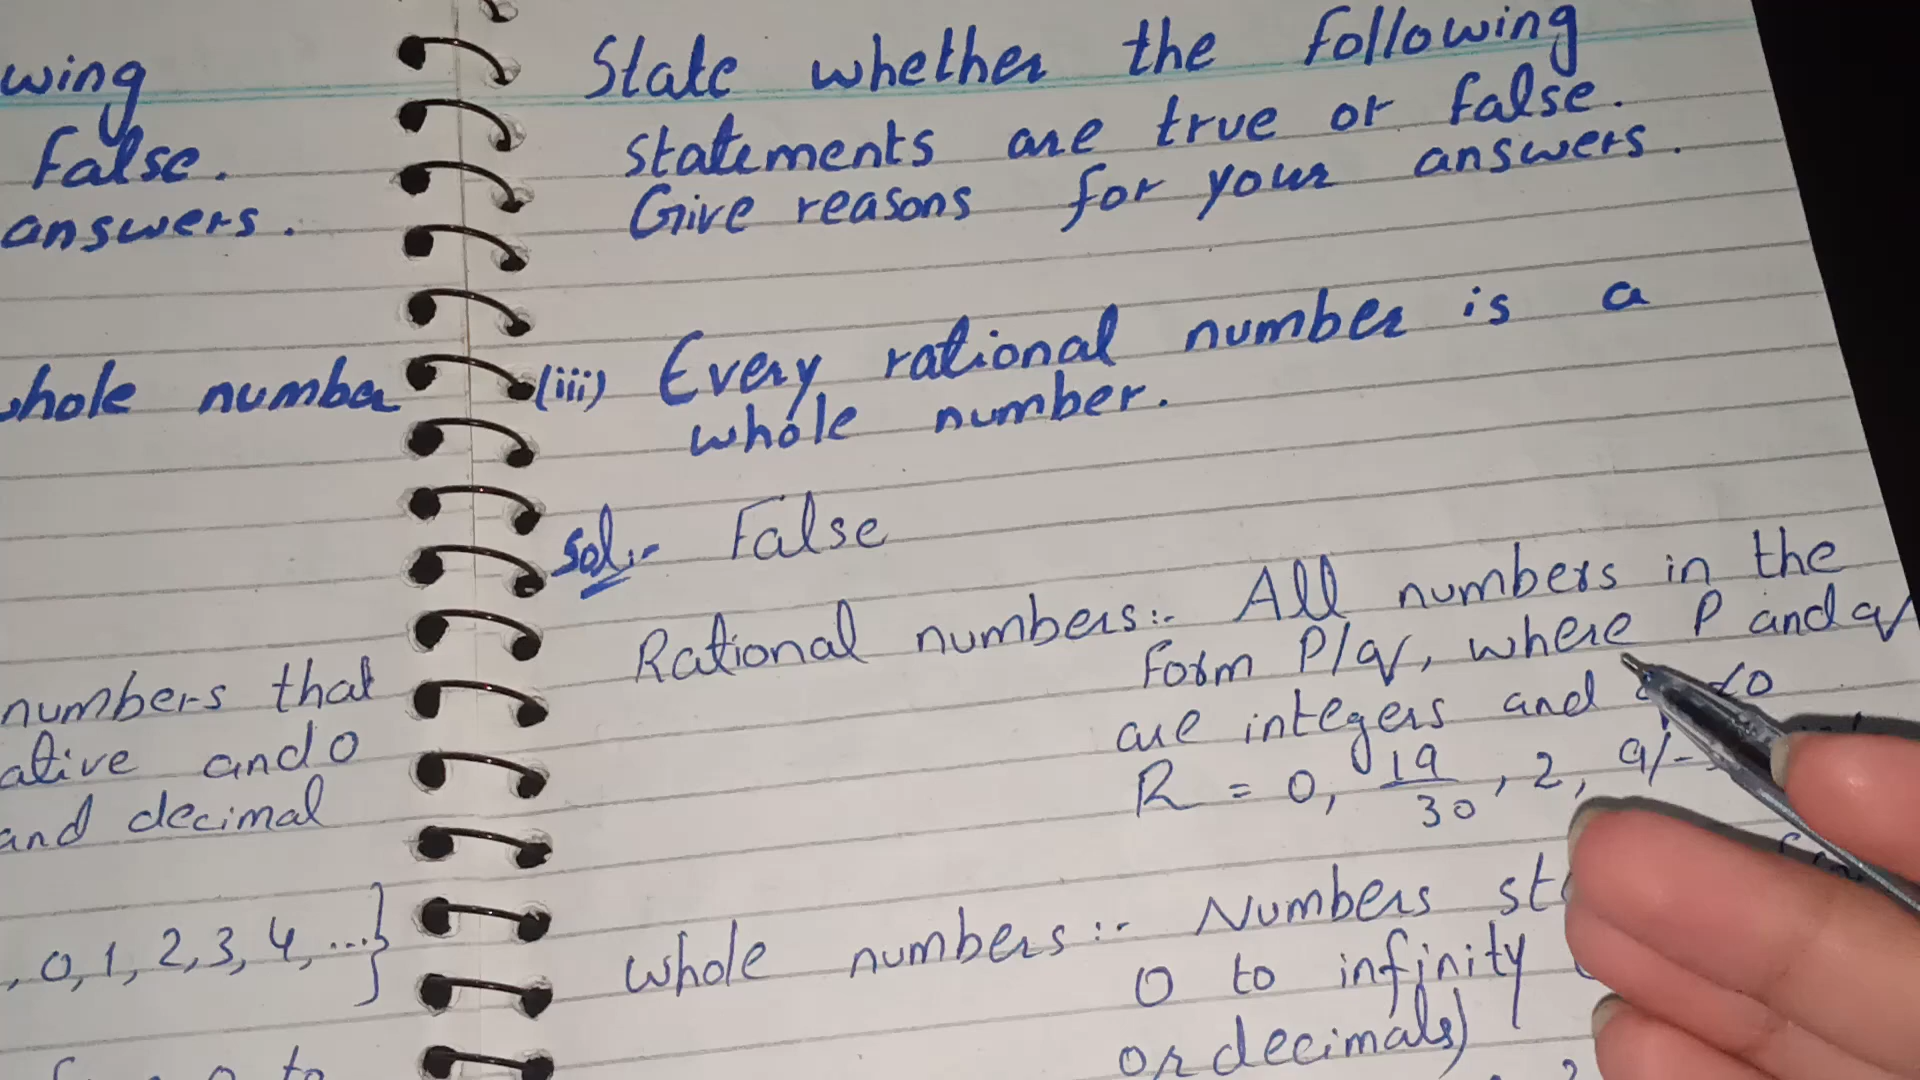 wing
False.
answers.
whole number
numbers that
ative and 0
and decimal
, 0, 1, 2, 3, 4, ...}
State whether the following
statements are true or false.
Give reasons for your answers.
(iii) Every rational number is a
whole number.
Sol:- False
Rational numbers:- All numbers in the
form P/q, where P and q
are integers and
R = 0, 19/30, 2, 9/-
Whole numbers:- Numbers
0 to infinity
or decimals)